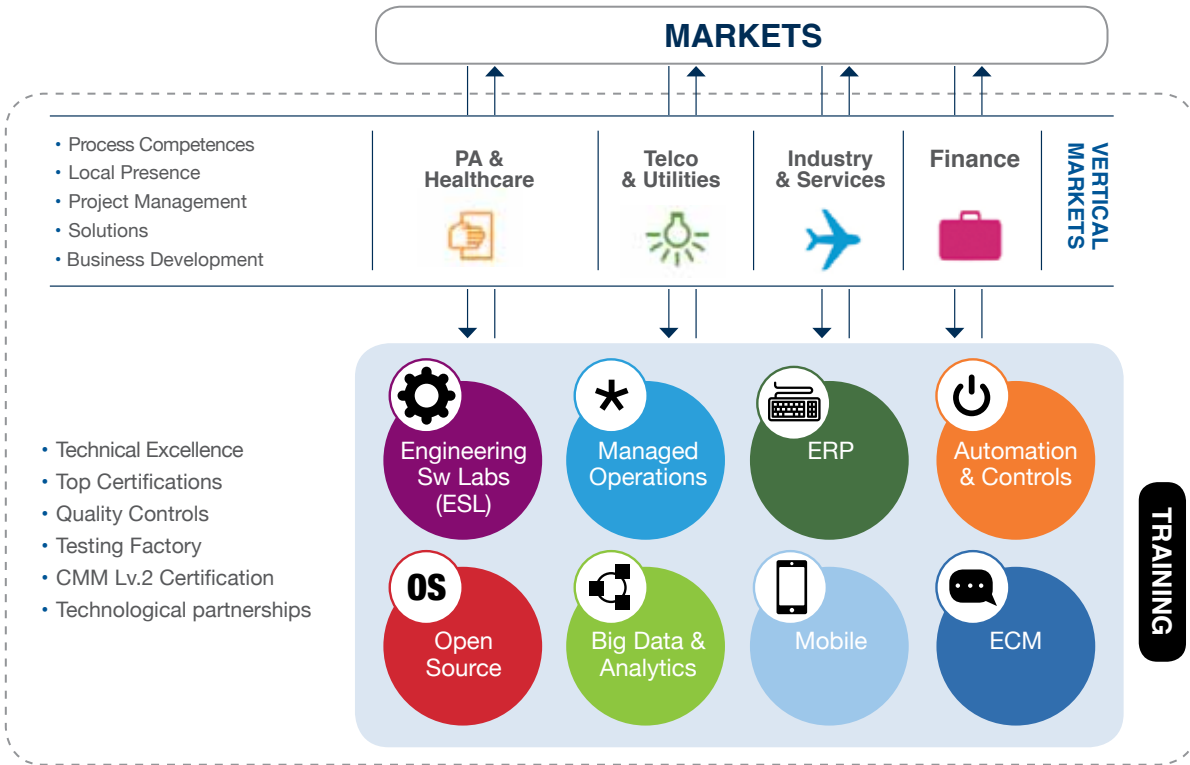 MARKETS
• Process Competences
• Local Presence
• Project Management
• Solutions
• Business Development
PA &
Healthcare
Telco
& Utilities
Industry
& Services
Finance
VERTICAL
MARKETS
• Technical Excellence
• Top Certifications
• Quality Controls
• Testing Factory
• CMM Lv.2 Certification
• Technological partnerships
Engineering
Sw Labs
(ESL)
Managed
Operations
ERP
Automation
& Controls
OS
Open
Source
Big Data &
Analytics
Mobile
ECM
TRAINING